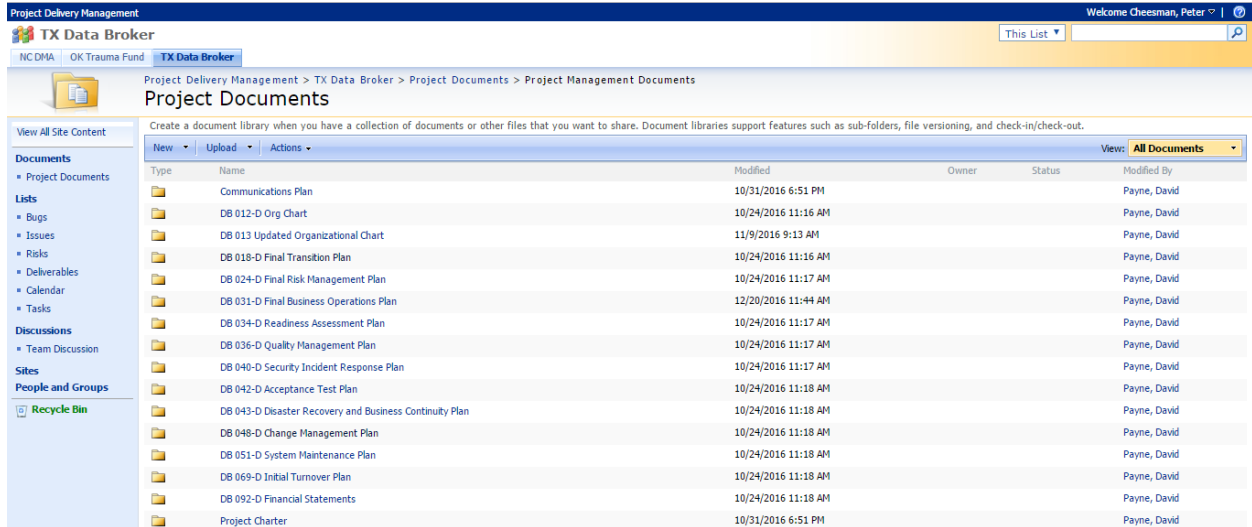 Project Delivery Management
Welcome Cheesman, Peter
TX Data Broker
This List
NC DMA OK Trauma Fund TX Data Broker
Project Delivery Management > TX Data Broker > Project Documents > Project Management Documents
Project Documents
View All Site Content
Documents
Project Documents
Lists
Bugs
Issues
Risks
Deliverables
Calendar
Tasks
Discussions
Team Discussion
Sites
People and Groups
Recycle Bin
Create a document library when you have a collection of documents or other files that you want to share. Document libraries support features such as sub-folders, file versioning, and check-in/check-out.
New Upload Actions View: All Documents
Type Name Modified Owner Status Modified By
Communications Plan 10/31/2016 6:51 PM Payne, David
DB 012-D Org Chart 10/24/2016 11:16 AM Payne, David
DB 013 Updated Organizational Chart 11/9/2016 9:13 AM Payne, David
DB 018-D Final Transition Plan 10/24/2016 11:16 AM Payne, David
DB 024-D Final Risk Management Plan 10/24/2016 11:17 AM Payne, David
DB 031-D Final Business Operations Plan 12/20/2016 11:44 AM Payne, David
DB 034-D Readiness Assessment Plan 10/24/2016 11:17 AM Payne, David
DB 036-D Quality Management Plan 10/24/2016 11:17 AM Payne, David
DB 040-D Security Incident Response Plan 10/24/2016 11:17 AM Payne, David
DB 042-D Acceptance Test Plan 10/24/2016 11:18 AM Payne, David
DB 043-D Disaster Recovery and Business Continuity Plan 10/24/2016 11:18 AM Payne, David
DB 048-D Change Management Plan 10/24/2016 11:18 AM Payne, David
DB 051-D System Maintenance Plan 10/24/2016 11:18 AM Payne, David
DB 069-D Initial Turnover Plan 10/24/2016 11:18 AM Payne, David
DB 092-D Financial Statements 10/24/2016 11:18 AM Payne, David
Project Charter 10/31/2016 6:51 PM Payne, David